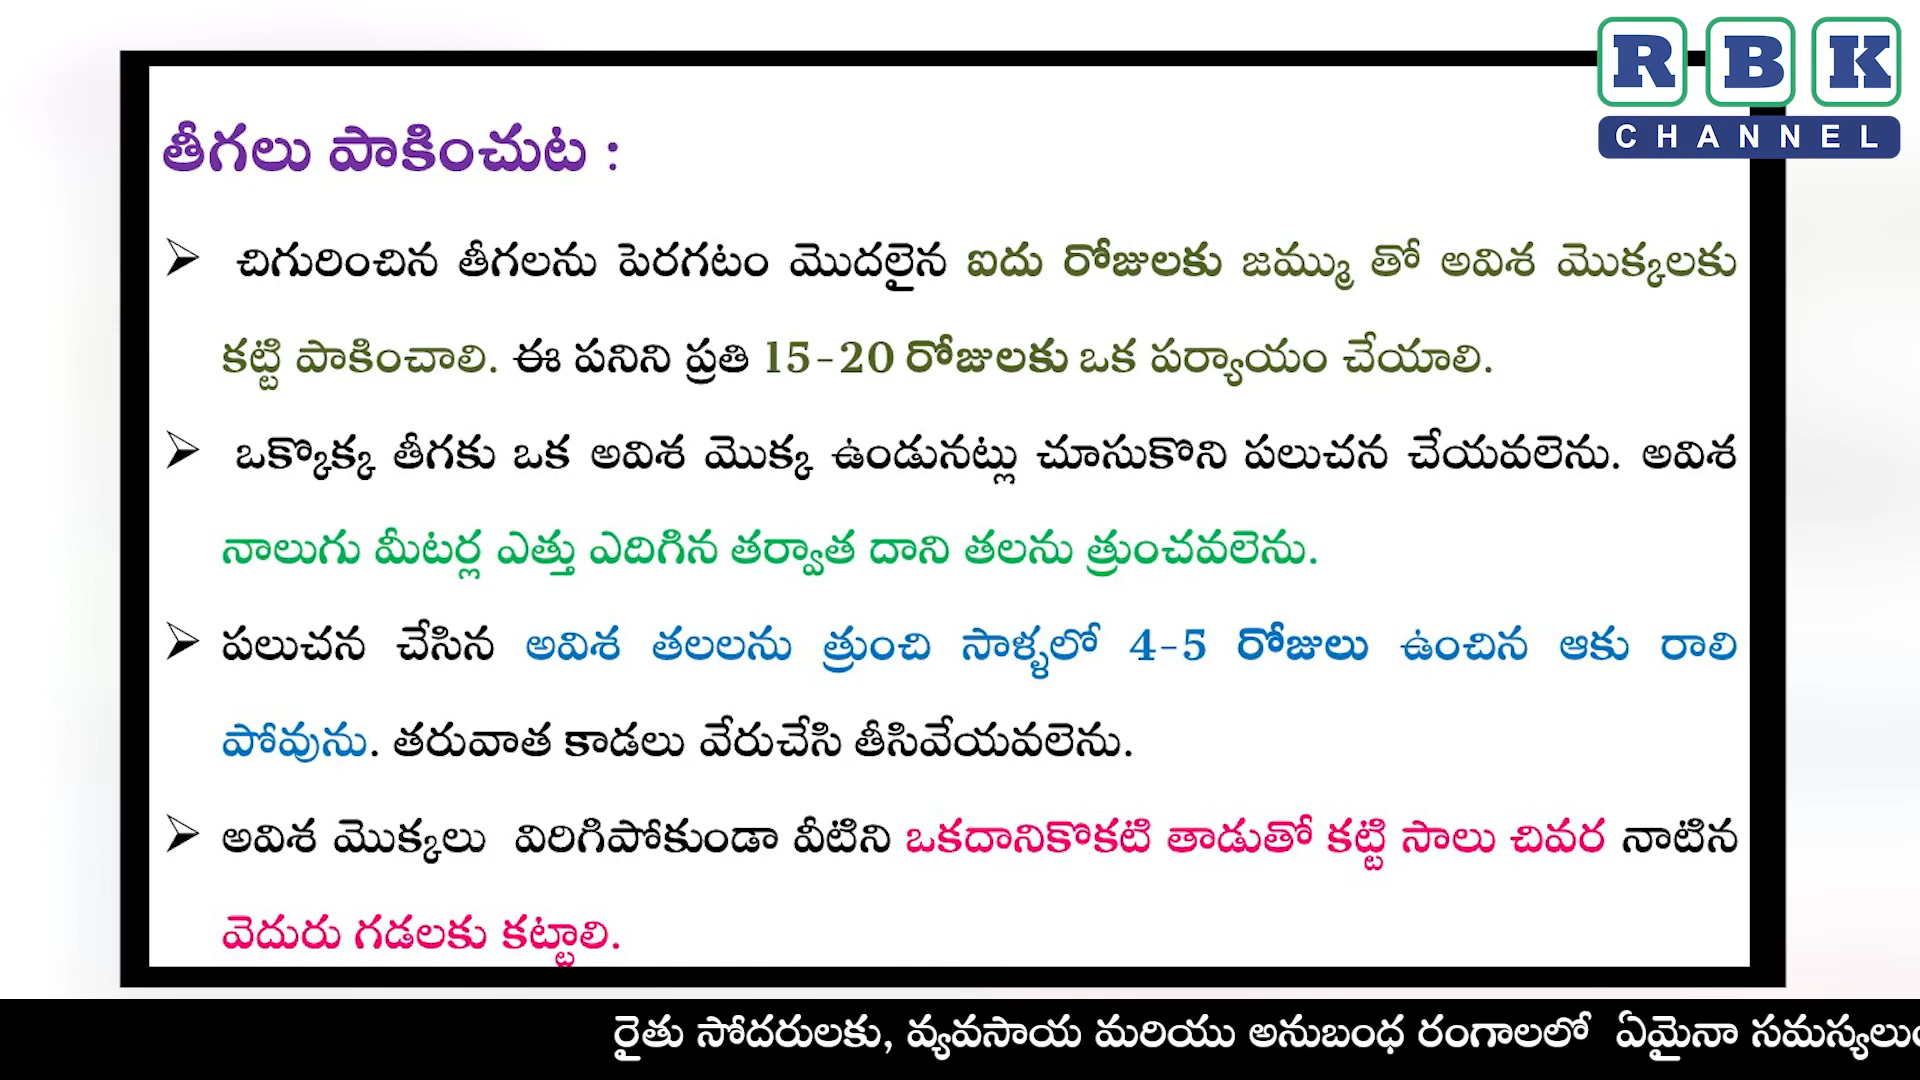 RBK
CHANNEL
తీగలు పాకించుట :
➢ చిగురించిన తీగలను పెరగటం మొదలైన ఐదు రోజులకు జమ్ము తో అవిశ మొక్కలకు
కట్టి పాకించాలి. ఈ పనిని ప్రతి 15-20 రోజులకు ఒక పర్యాయం చేయాలి.
➢ ఒక్కొక్క తీగకు ఒక అవిశ మొక్క ఉండునట్లు చూసుకొని పలుచన చేయవలెను. అవిశ
నాలుగు మీటర్ల ఎత్తు ఎదిగిన తర్వాత దాని తలను త్రుంచవలెను.
➢ పలుచన చేసిన అవిశ తలలను త్రుంచి సాళ్ళలో 4-5 రోజులు ఉంచిన ఆకు రాలి
పోవును. తరువాత కాడలు వేరుచేసి తీసివేయవలెను.
➢ అవిశ మొక్కలు విరిగిపోకుండా వీటిని ఒకదానికొకటి తాడుతో కట్టి సాలు చివర నాటిన
వెదురు గడలకు కట్టాలి.
రైతు సోదరులకు, వ్యవసాయ మరియు అనుబంధ రంగాలలో ఏమైనా